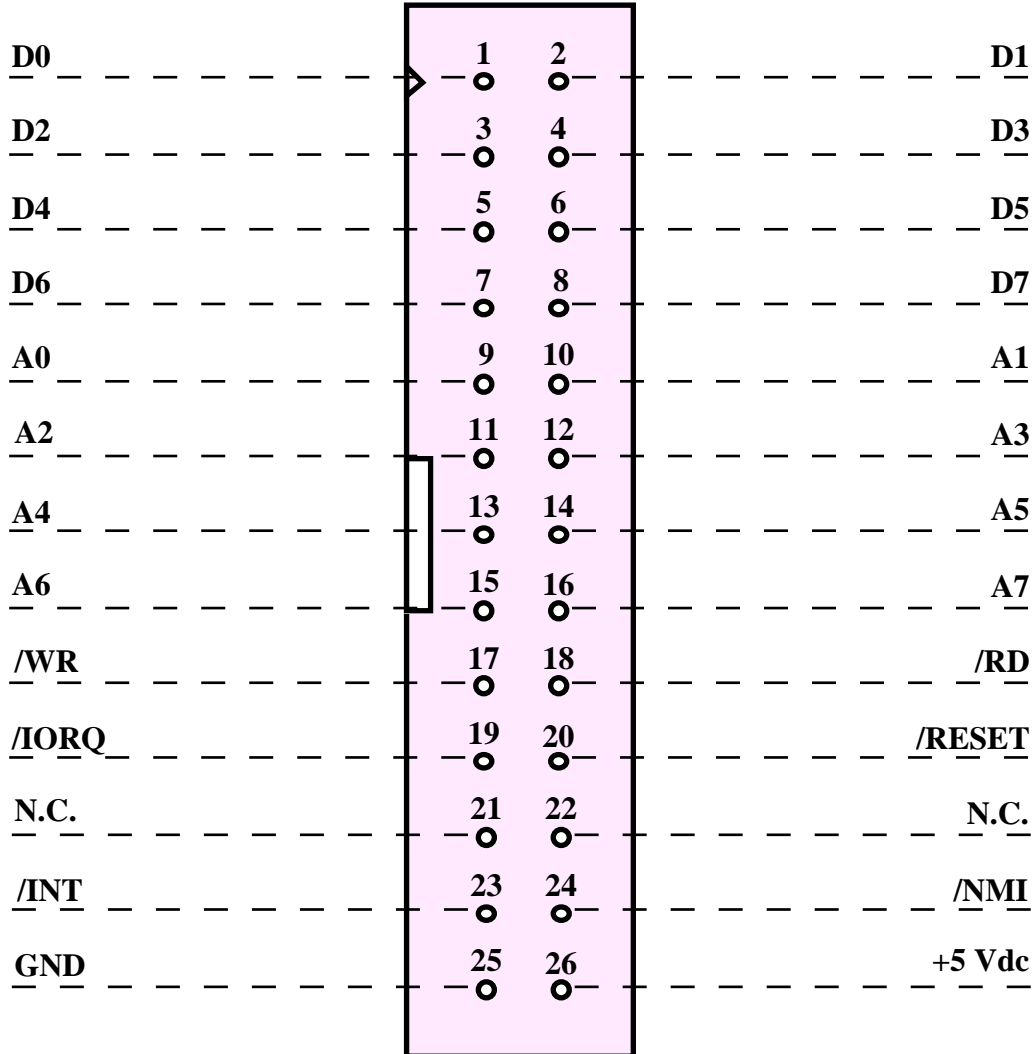 D0 1 2 D1
D2 3 4 D3
D4 5 6 D5
D6 7 8 D7
A0 9 10 A1
A2 11 12 A3
A4 13 14 A5
A6 15 16 A7
/WR 17 18 /RD
/IORQ 19 20 /RESET
N.C. 21 22 N.C.
/INT 23 24 /NMI
GND 25 26 +5 Vdc